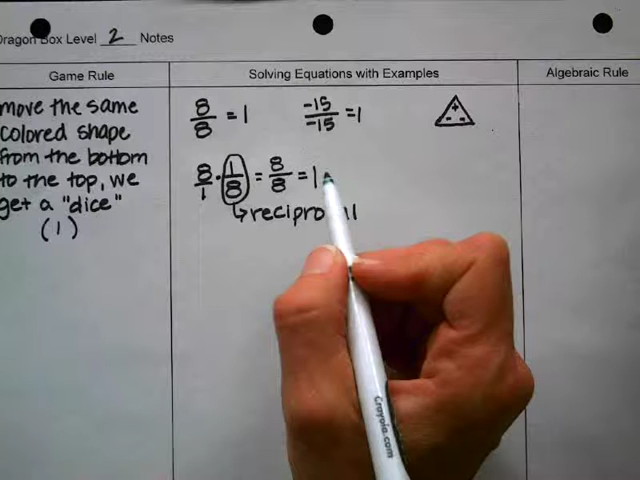 Dragon Box Level 2 Notes
Game Rule
Solving Equations with Examples
Algebraic Rule
move the same
colored shape
from the bottom
to the top, we
get a "dice"
(1)
8/8 = 1
-15/-15 = 1
+ - -
8/1 · 1/8 = 8/8 = 1
↳ reciprocal
Crayola.com